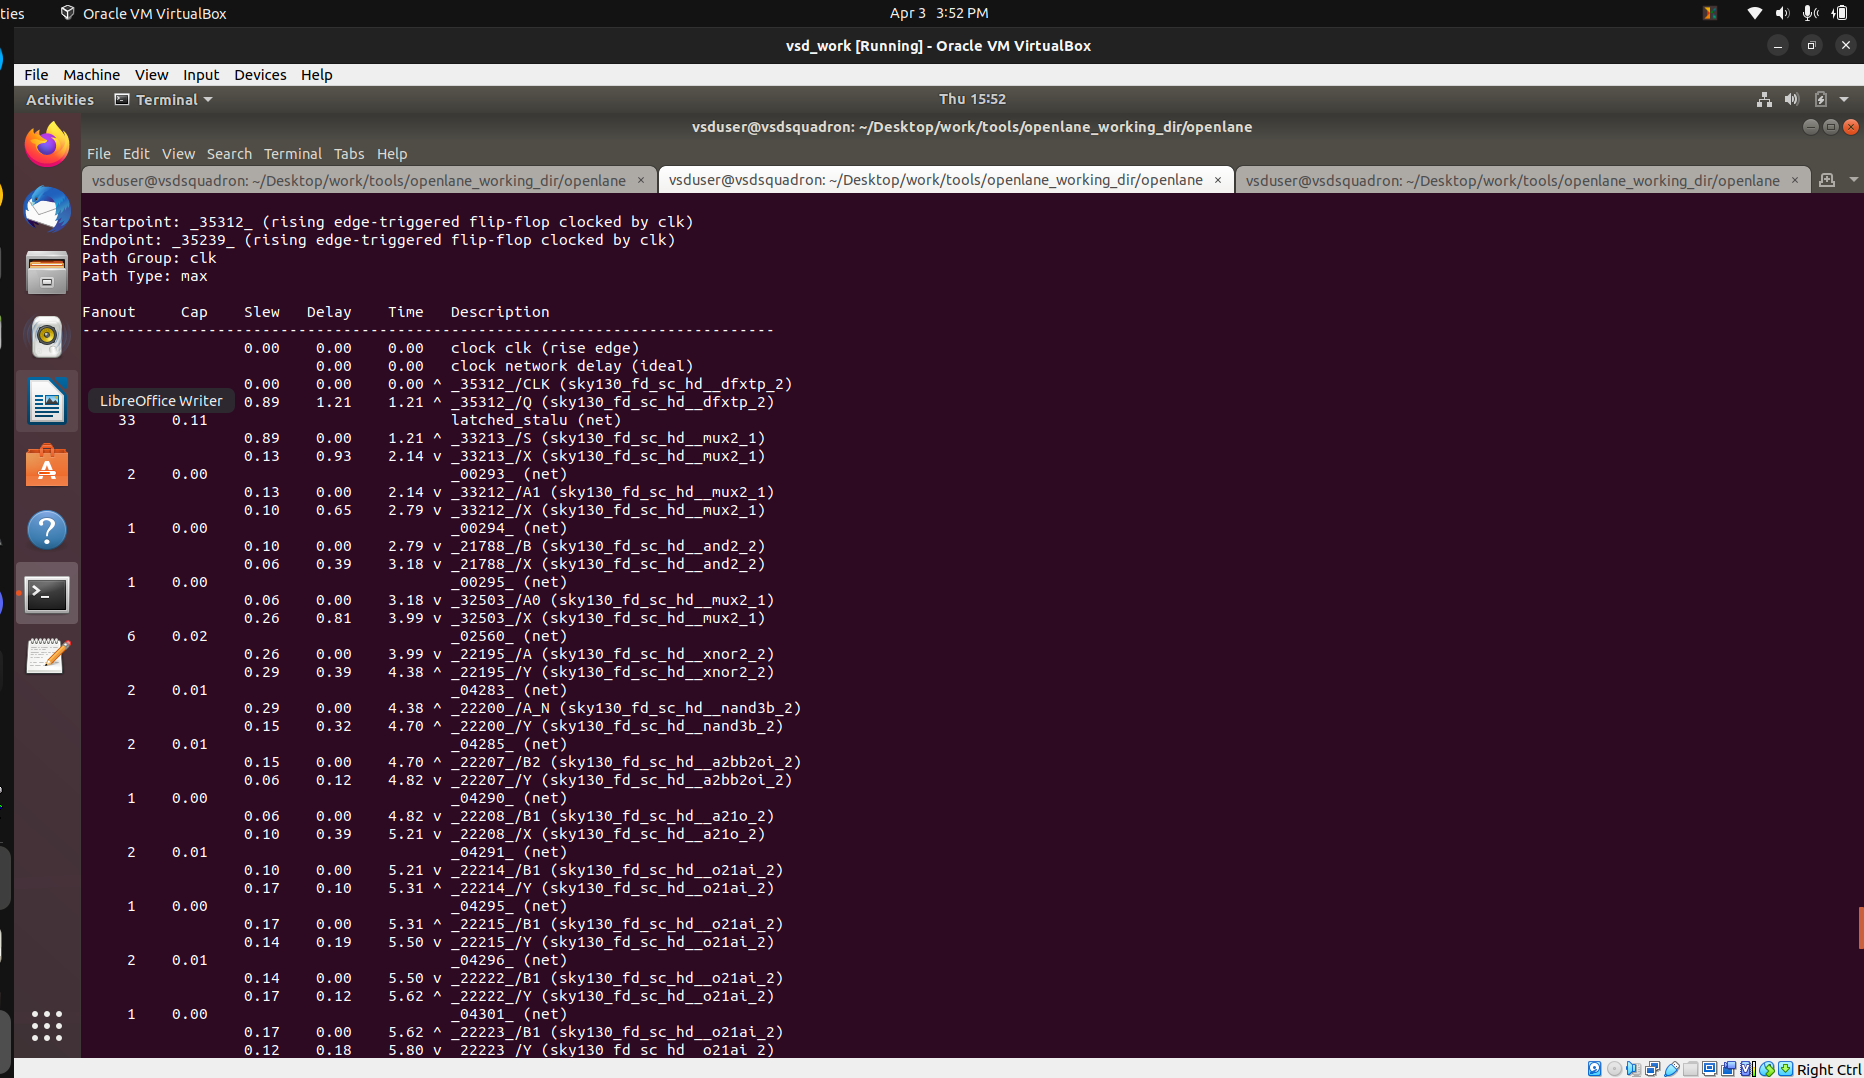 ties Oracle VM VirtualBox Apr 3 3:52 PM
vsd_work [Running] - Oracle VM VirtualBox
File Machine View Input Devices Help
Activities Terminal Thu 15:52
vsduser@vsdsquadron: ~/Desktop/work/tools/openlane_working_dir/openlane
File Edit View Search Terminal Tabs Help
vsduser@vsdsquadron: ~/Desktop/work/tools/openlane_working_dir/openlane × vsduser@vsdsquadron: ~/Desktop/work/tools/openlane_working_dir/openlane × vsduser@vsdsquadron: ~/Desktop/work/tools/openlane_working_dir/openlane ×
Startpoint: _35312_ (rising edge-triggered flip-flop clocked by clk)
Endpoint: _35239_ (rising edge-triggered flip-flop clocked by clk)
Path Group: clk
Path Type: max
Fanout Cap Slew Delay Time Description
-----------------------------------------------------------------------------
0.00 0.00 0.00 clock clk (rise edge)
0.00 0.00 clock network delay (ideal)
0.00 0.00 0.00 ^ _35312_/CLK (sky130_fd_sc_hd__dfxtp_2)
LibreOffice Writer 0.89 1.21 1.21 ^ _35312_/Q (sky130_fd_sc_hd__dfxtp_2)
33 0.11 latched_stalu (net)
0.89 0.00 1.21 ^ _33213_/S (sky130_fd_sc_hd__mux2_1)
0.13 0.93 2.14 v _33213_/X (sky130_fd_sc_hd__mux2_1)
2 0.00 _00293_ (net)
0.13 0.00 2.14 v _33212_/A1 (sky130_fd_sc_hd__mux2_1)
0.10 0.65 2.79 v _33212_/X (sky130_fd_sc_hd__mux2_1)
1 0.00 _00294_ (net)
0.10 0.00 2.79 v _21788_/B (sky130_fd_sc_hd__and2_2)
0.06 0.39 3.18 v _21788_/X (sky130_fd_sc_hd__and2_2)
1 0.00 _00295_ (net)
0.06 0.00 3.18 v _32503_/A0 (sky130_fd_sc_hd__mux2_1)
0.26 0.81 3.99 v _32503_/X (sky130_fd_sc_hd__mux2_1)
6 0.02 _02560_ (net)
0.26 0.00 3.99 v _22195_/A (sky130_fd_sc_hd__xnor2_2)
0.29 0.39 4.38 ^ _22195_/Y (sky130_fd_sc_hd__xnor2_2)
2 0.01 _04283_ (net)
0.29 0.00 4.38 ^ _22200_/A_N (sky130_fd_sc_hd__nand3b_2)
0.15 0.32 4.70 ^ _22200_/Y (sky130_fd_sc_hd__nand3b_2)
2 0.01 _04285_ (net)
0.15 0.00 4.70 ^ _22207_/B2 (sky130_fd_sc_hd__a2bb2oi_2)
0.06 0.12 4.82 v _22207_/Y (sky130_fd_sc_hd__a2bb2oi_2)
1 0.00 _04290_ (net)
0.06 0.00 4.82 v _22208_/B1 (sky130_fd_sc_hd__a21o_2)
0.10 0.39 5.21 v _22208_/X (sky130_fd_sc_hd__a21o_2)
2 0.01 _04291_ (net)
0.10 0.00 5.21 v _22214_/B1 (sky130_fd_sc_hd__o21ai_2)
0.17 0.10 5.31 ^ _22214_/Y (sky130_fd_sc_hd__o21ai_2)
1 0.00 _04295_ (net)
0.17 0.00 5.31 ^ _22215_/B1 (sky130_fd_sc_hd__o21ai_2)
0.14 0.19 5.50 v _22215_/Y (sky130_fd_sc_hd__o21ai_2)
2 0.01 _04296_ (net)
0.14 0.00 5.50 v _22222_/B1 (sky130_fd_sc_hd__o21ai_2)
0.17 0.12 5.62 ^ _22222_/Y (sky130_fd_sc_hd__o21ai_2)
1 0.00 _04301_ (net)
0.17 0.00 5.62 ^ _22223_/B1 (sky130_fd_sc_hd__o21ai_2)
0.12 0.18 5.80 v _22223_/Y (sky130_fd_sc_hd__o21ai_2)
Right Ctrl